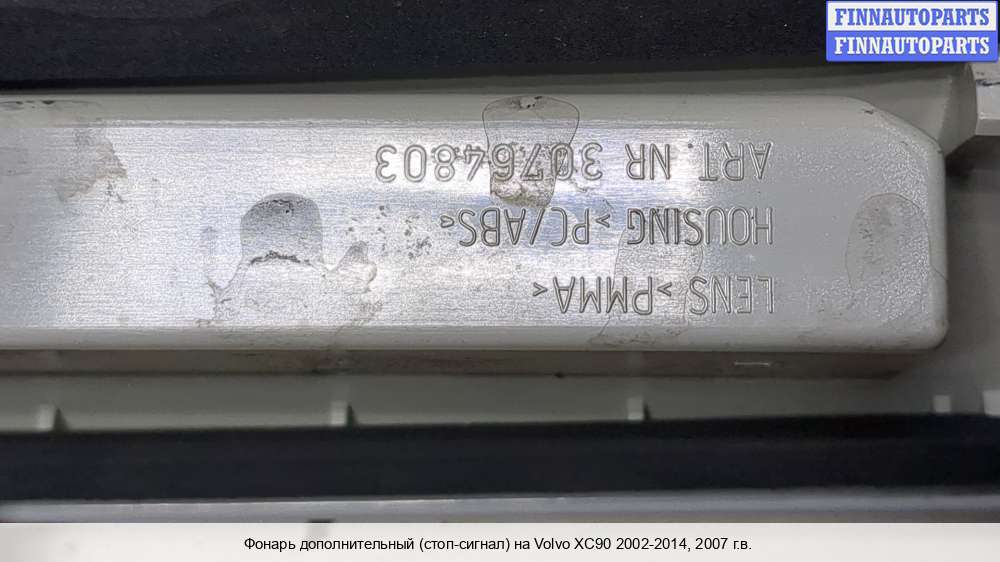 FINNAUTOPARTS
FINNAUTOPARTS
ART. NR 30764803
HOUSING >PC/ABS<
LENS >PMMA<
Фонарь дополнительный (стоп-сигнал) на Volvo XC90 2002-2014, 2007 г.в.